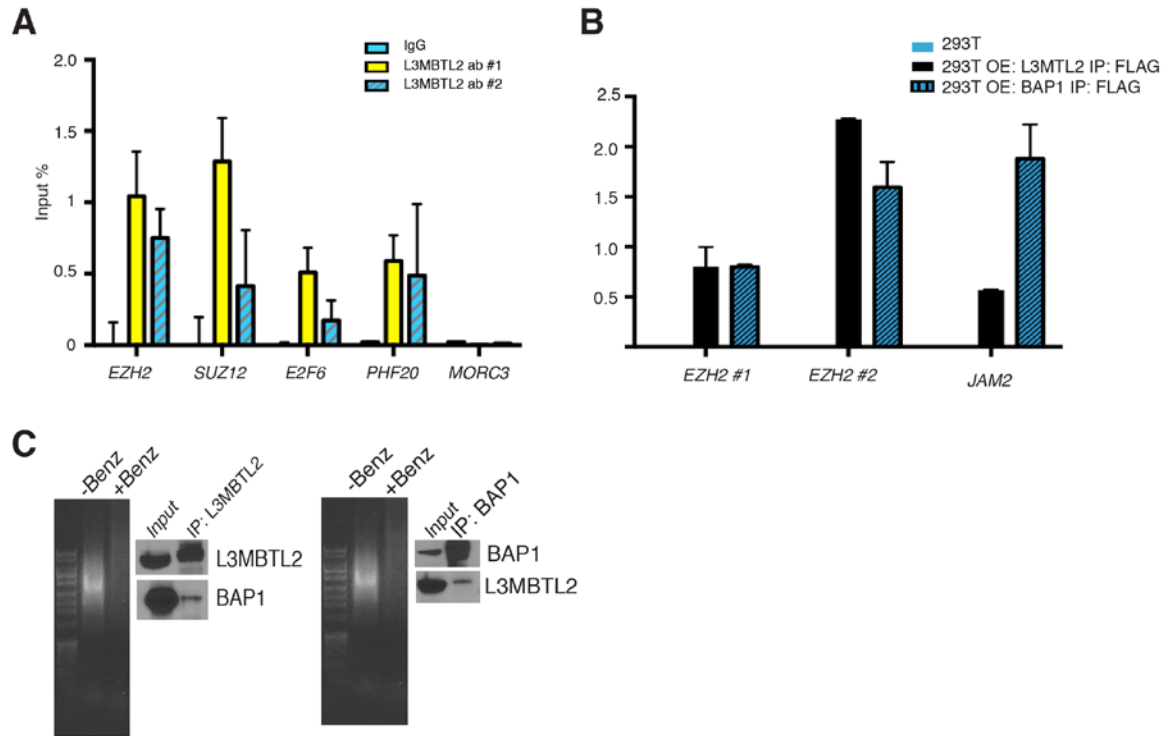 A
IgG
L3MBTL2 ab #1
L3MBTL2 ab #2
Input %
2.0
1.5
1
0.5
0
EZH2 SUZ12 E2F6 PHF20 MORC3
B
293T
293T OE: L3MTL2 IP: FLAG
293T OE: BAP1 IP: FLAG
2.5
2.0
1.5
1.0
0.5
EZH2 #1 EZH2 #2 JAM2
C
-Benz +Benz
Input IP: L3MBTL2
L3MBTL2
BAP1
-Benz +Benz
Input IP: BAP1
BAP1
L3MBTL2